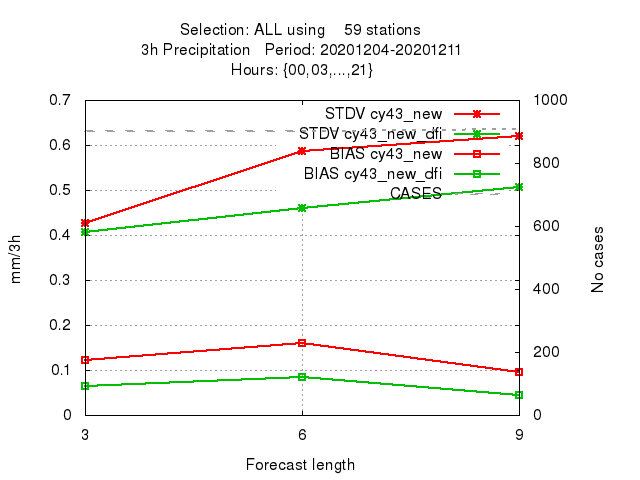 Selection: ALL using 59 stations
3h Precipitation Period: 20201204-20201211
Hours: {00,03,...,21}
0.7
0.6
0.5
0.4
0.3
0.2
0.1
0
mm/3h
STDV cy43_new
STDV cy43_new_dfi
BIAS cy43_new
BIAS cy43_new_dfi
CASES
1000
800
600
400
200
0
No cases
3 6 9
Forecast length